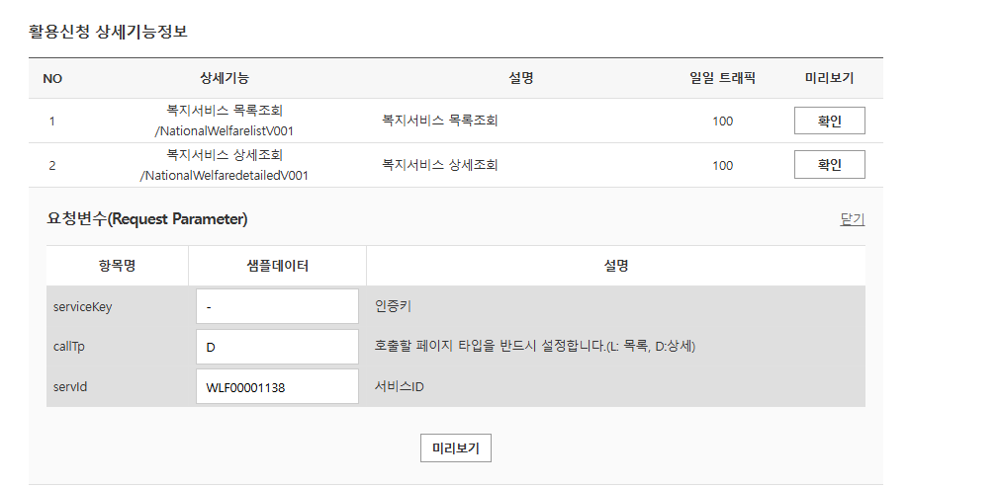 활용신청 상세기능정보
NO 상세기능 설명 일일 트래픽 미리보기
1 복지서비스 목록조회 /NationalWelfarelistV001 복지서비스 목록조회 100 확인
2 복지서비스 상세조회 /NationalWelfaredetailedV001 복지서비스 상세조회 100 확인
요청변수(Request Parameter) 닫기
항목명 샘플데이터 설명
serviceKey - 인증키
callTp D 호출할 페이지 타입을 반드시 설정합니다.(L: 목록, D:상세)
servId WLF00001138 서비스ID
미리보기